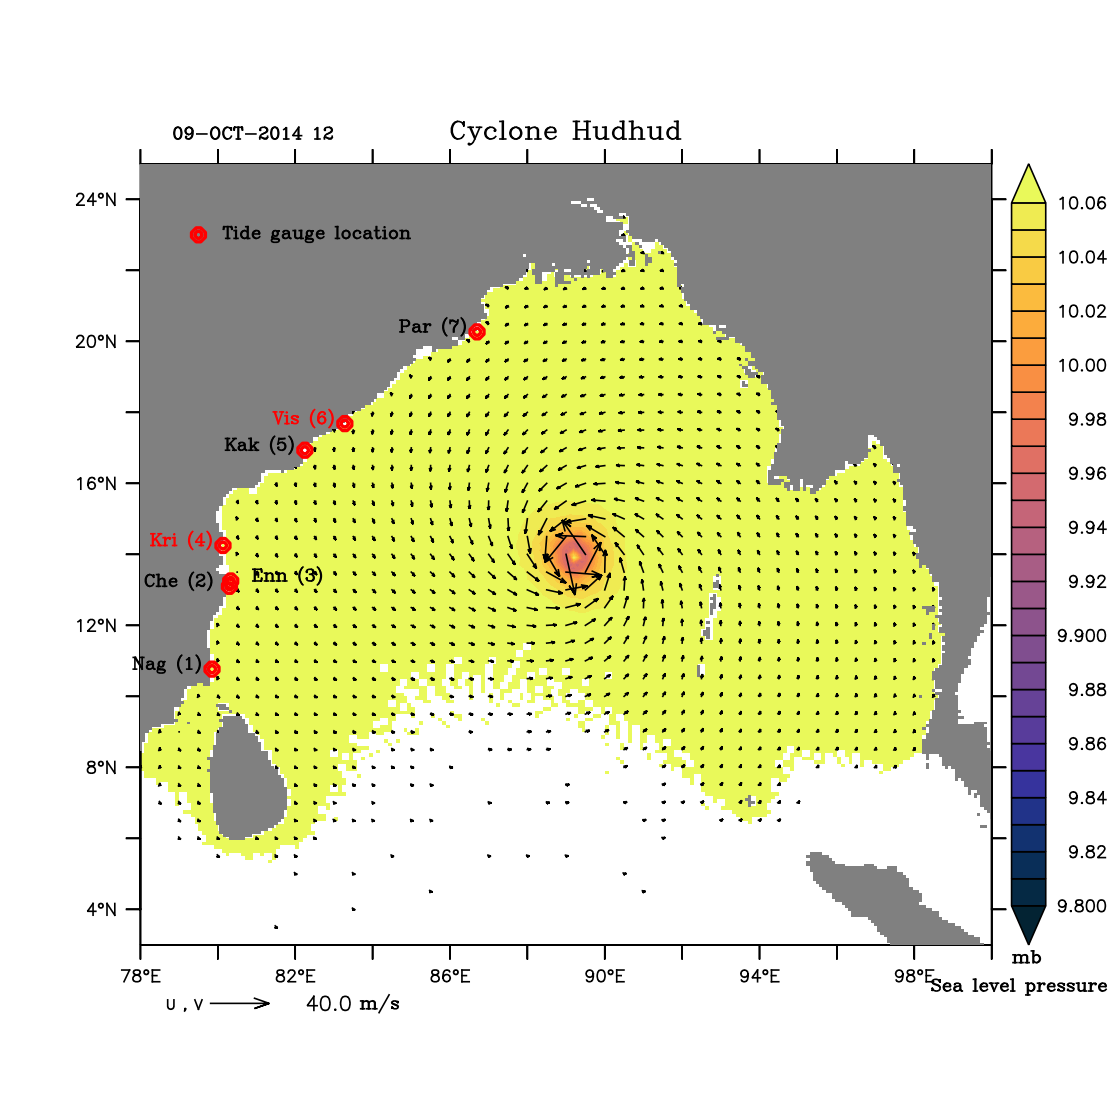 09-OCT-2014 12
Cyclone Hudhud
24°N
20°N
16°N
12°N
8°N
4°N
Tide gauge location
Par (7)
Vis (6)
Kak (5)
Kri (4)
Enn (3)
Che (2)
Nag (1)
10.06
10.04
10.02
10.00
9.98
9.96
9.94
9.92
9.900
9.88
9.86
9.84
9.82
9.800
mb
Sea level pressure
78°E 82°E 86°E 90°E 94°E 98°E
U , V 40.0 m/s